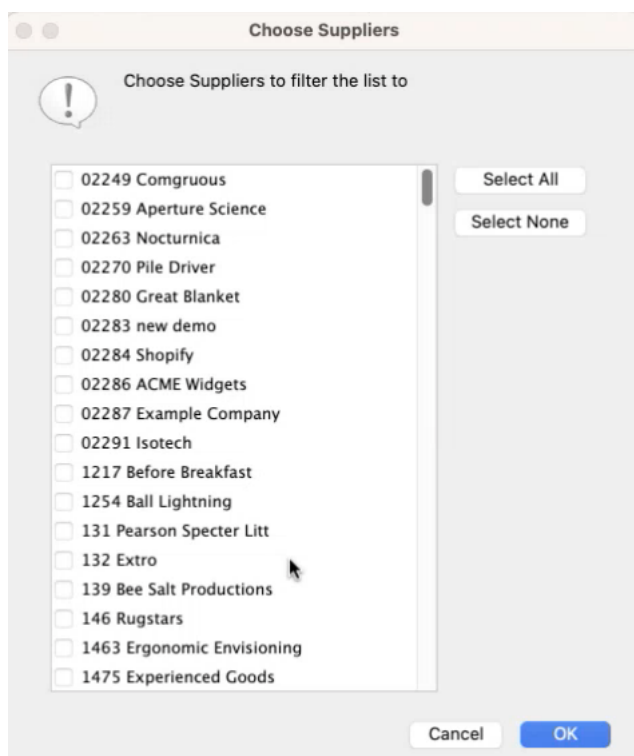 Choose Suppliers
Choose Suppliers to filter the list to
02249 Comgruous
02259 Aperture Science
02263 Nocturnica
02270 Pile Driver
02280 Great Blanket
02283 new demo
02284 Shopify
02286 ACME Widgets
02287 Example Company
02291 Isotech
1217 Before Breakfast
1254 Ball Lightning
131 Pearson Specter Litt
132 Extro
139 Bee Salt Productions
146 Rugstars
1463 Ergonomic Envisioning
1475 Experienced Goods
Select All
Select None
Cancel
OK